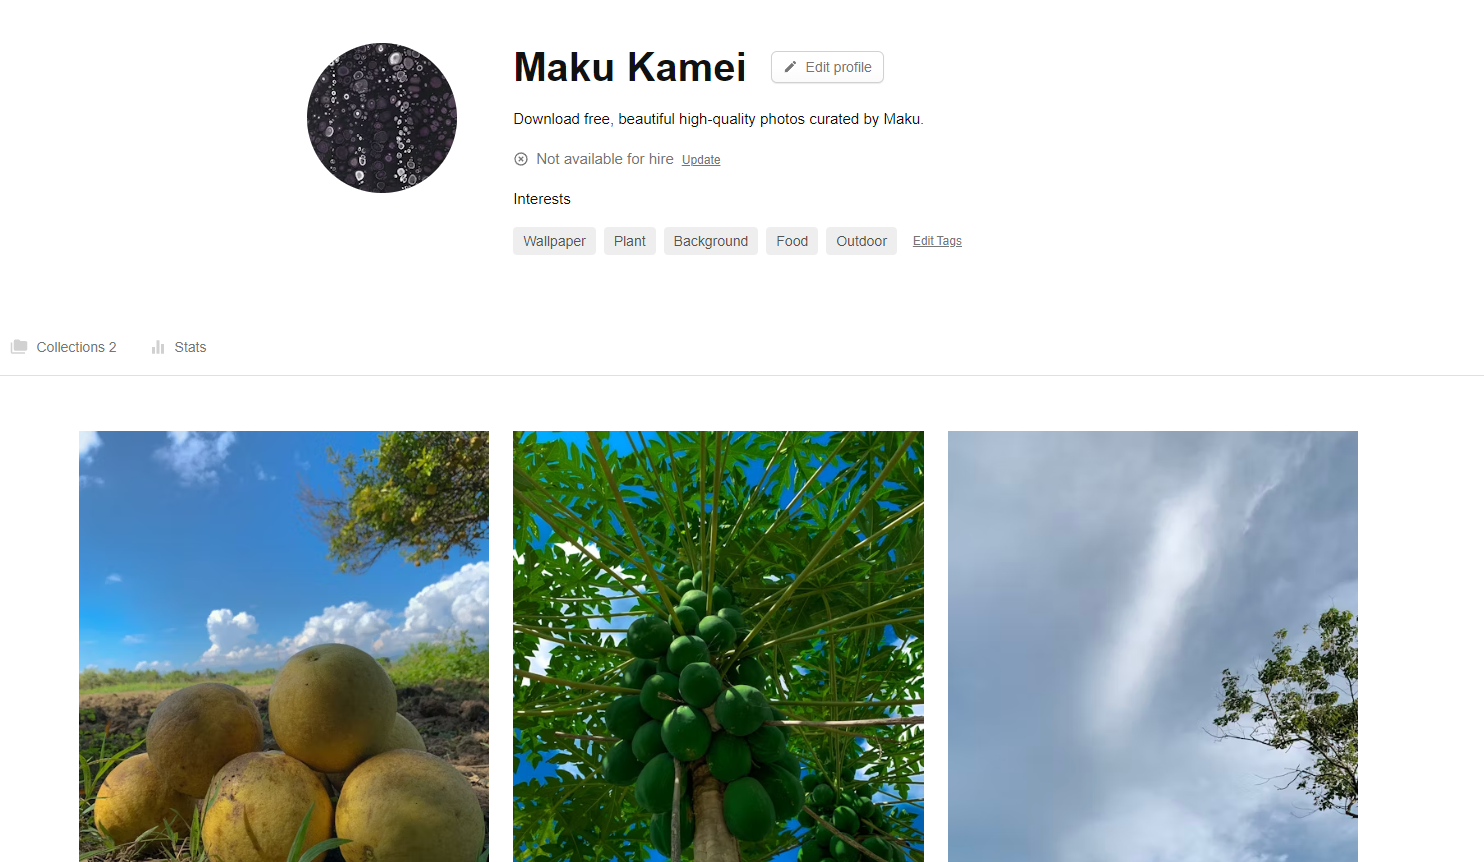 Maku Kamei
Edit profile
Download free, beautiful high-quality photos curated by Maku.
Not available for hire Update
Interests
Wallpaper Plant Background Food Outdoor Edit Tags
Collections 2 Stats